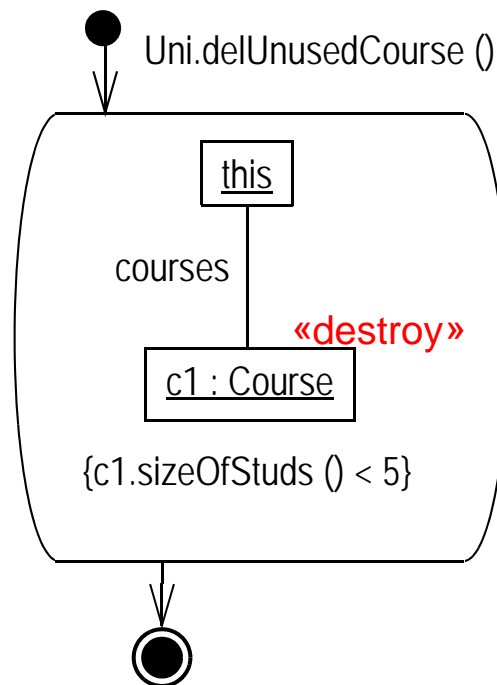 Uni.delUnusedCourse ()
this
courses
«destroy»
c1 : Course
{c1.sizeOfStuds () < 5}